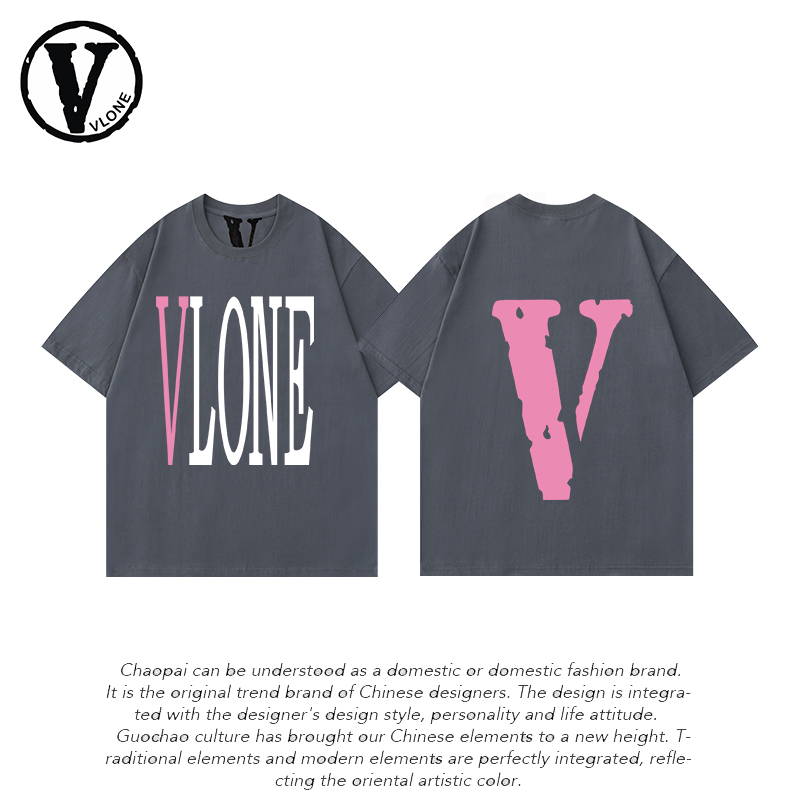 V
VLONE
V
VLONE
V
Chaopai can be understood as a domestic or domestic fashion brand.
It is the original trend brand of Chinese designers. The design is integra-
ted with the designer's design style, personality and life attitude.
Guochao culture has brought our Chinese elements to a new height. T-
raditional elements and modern elements are perfectly integrated, refle-
cting the oriental artistic color.